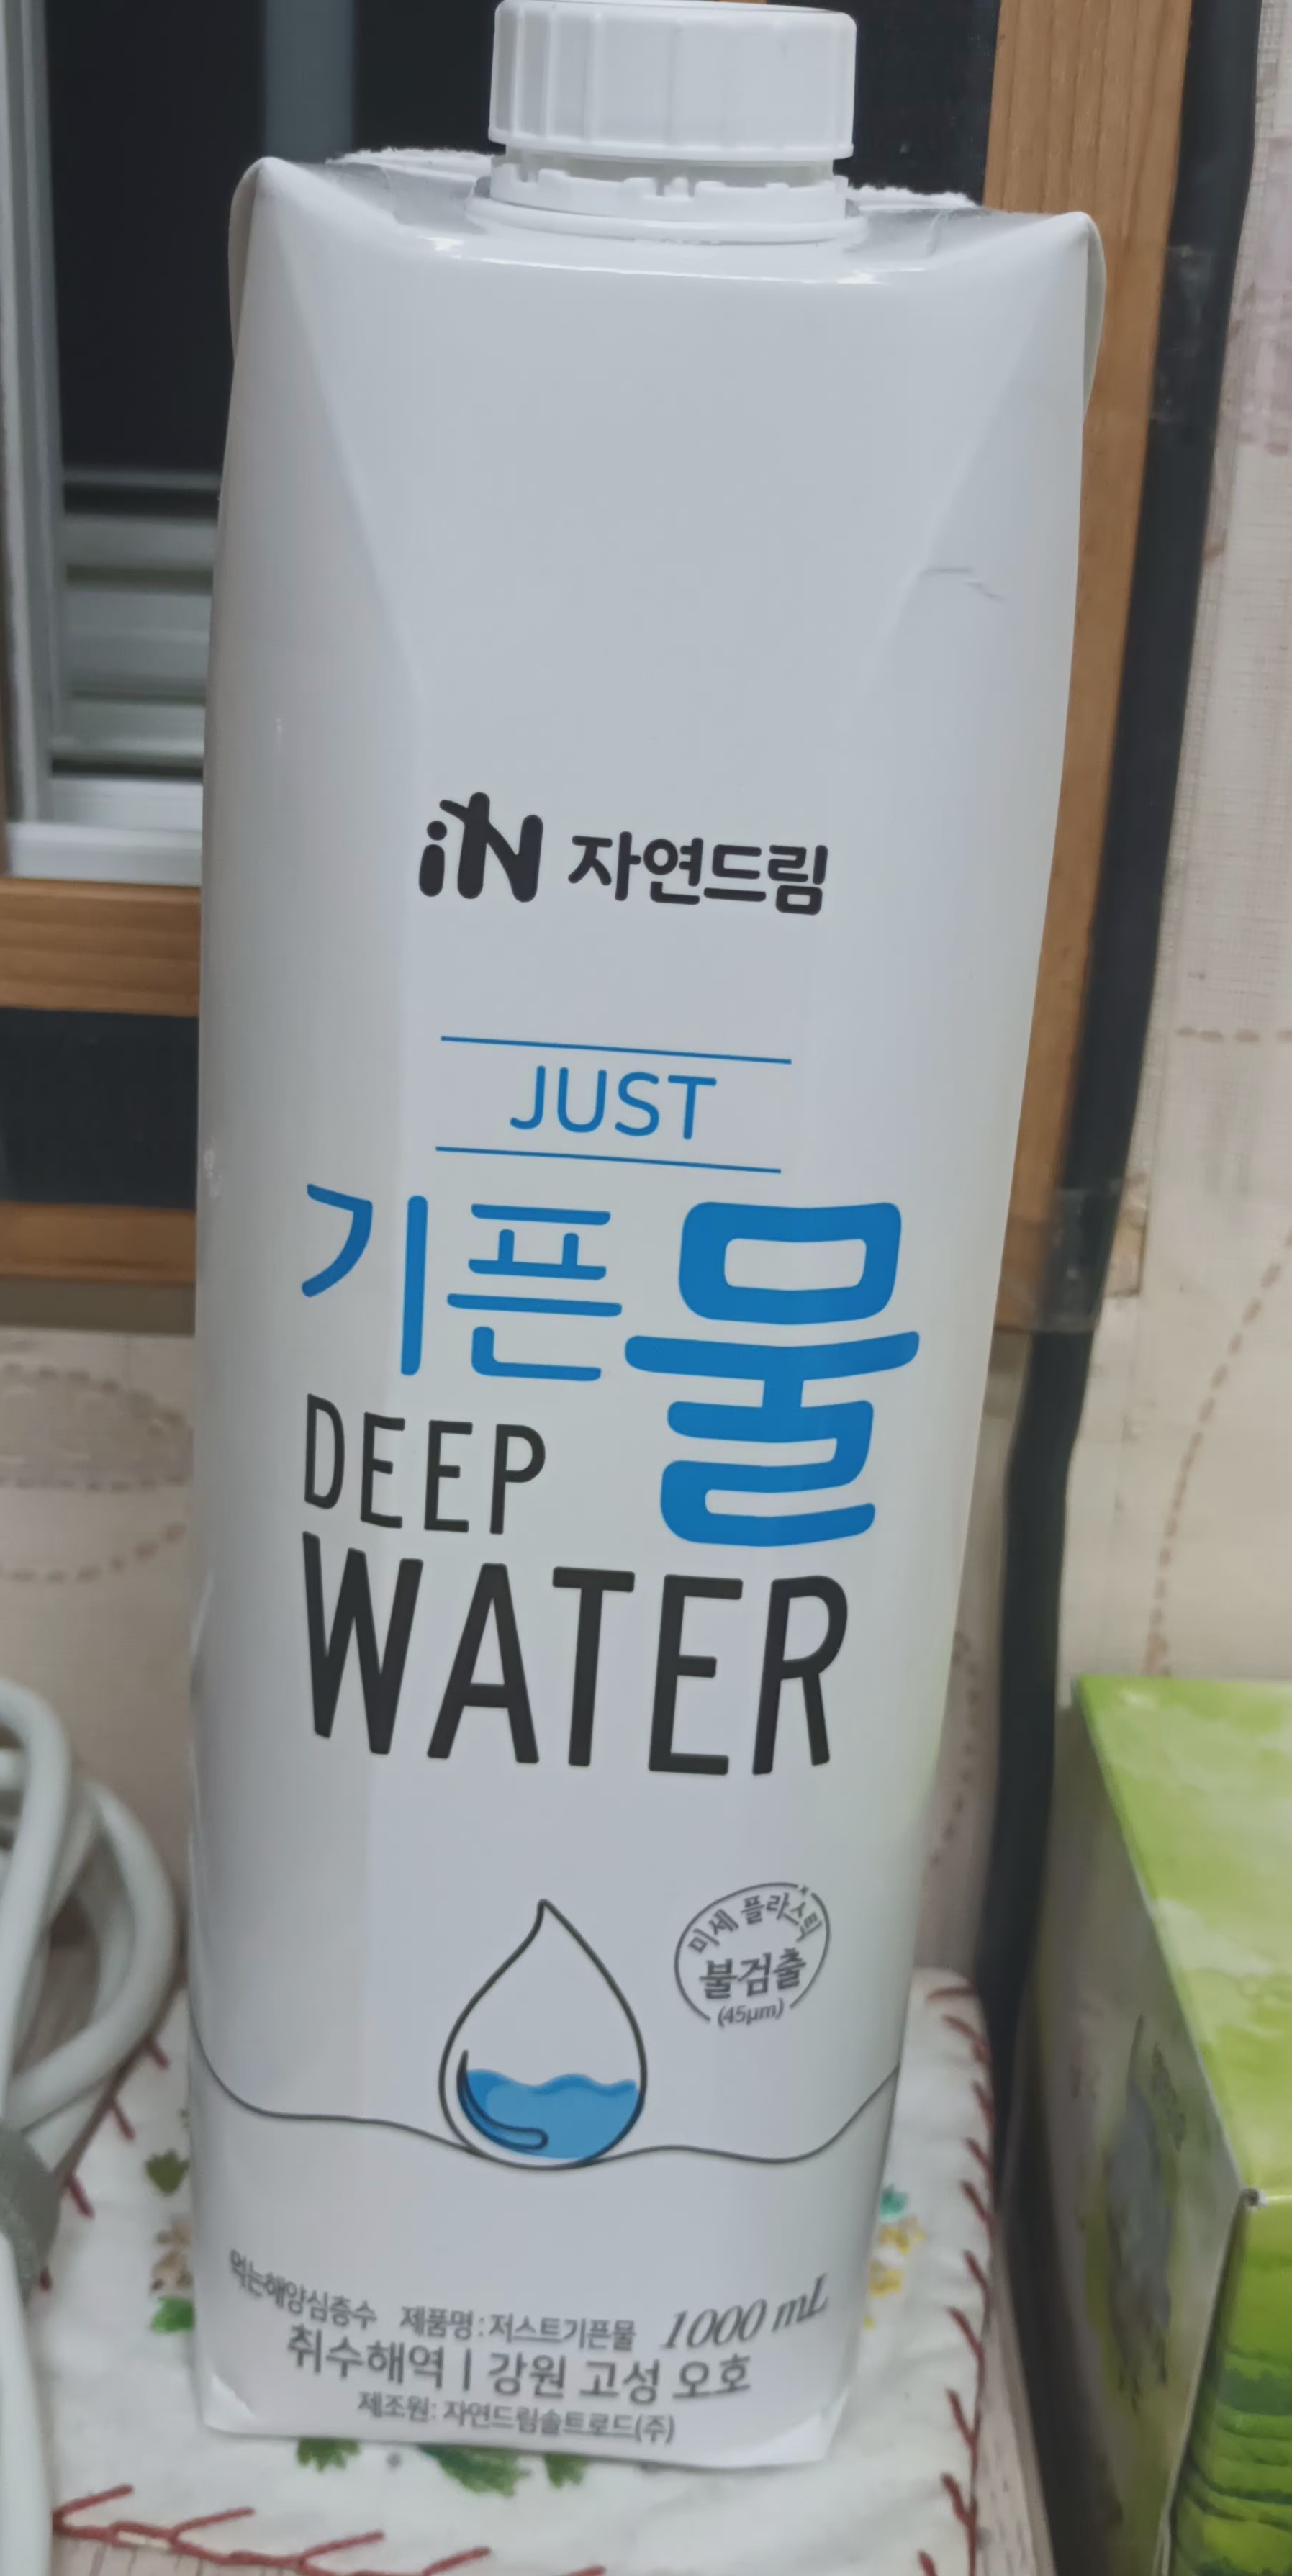 iN 자연드림
JUST
기픈물
DEEP
WATER
미세 플라스틱
불검출
(45μm)
먹는해양심층수 제품명 : 저스트기픈물 1000 mL
취수해역 | 강원 고성 오호
제조원: 자연드림솔트로드(주)